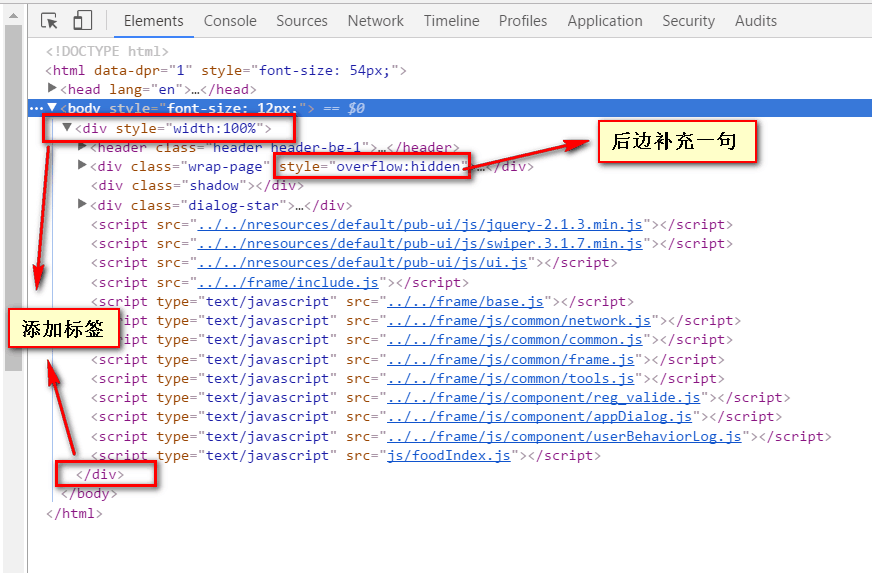 Elements Console Sources Network Timeline Profiles Application Security Audits
<!DOCTYPE html>
<html data-dpr="1" style="font-size: 54px;">
<head lang="en">…</head>
<body style="font-size: 12px;"> == $0
<div style="width:100%">
<header class="header header-bg-1">…</header>
后边补充一句
<div class="wrap-page" style="overflow:hidden …</div>
<div class="shadow"></div>
<div class="dialog-star">…</div>
<script src="../../nresources/default/pub-ui/js/jquery-2.1.3.min.js"></script>
<script src="../../nresources/default/pub-ui/js/swiper.3.1.7.min.js"></script>
<script src="../../nresources/default/pub-ui/js/ui.js"></script>
<script src="../../frame/include.js"></script>
<script type="text/javascript" src="../../frame/base.js"></script>
添加标签
<script type="text/javascript" src="../../frame/js/common/network.js"></script>
<script type="text/javascript" src="../../frame/js/common/common.js"></script>
<script type="text/javascript" src="../../frame/js/common/frame.js"></script>
<script type="text/javascript" src="../../frame/js/common/tools.js"></script>
<script type="text/javascript" src="../../frame/js/component/reg_valide.js"></script>
<script type="text/javascript" src="../../frame/js/component/appDialog.js"></script>
<script type="text/javascript" src="../../frame/js/component/userBehaviorLog.js"></script>
<script type="text/javascript" src="js/foodIndex.js"></script>
</div>
</body>
</html>